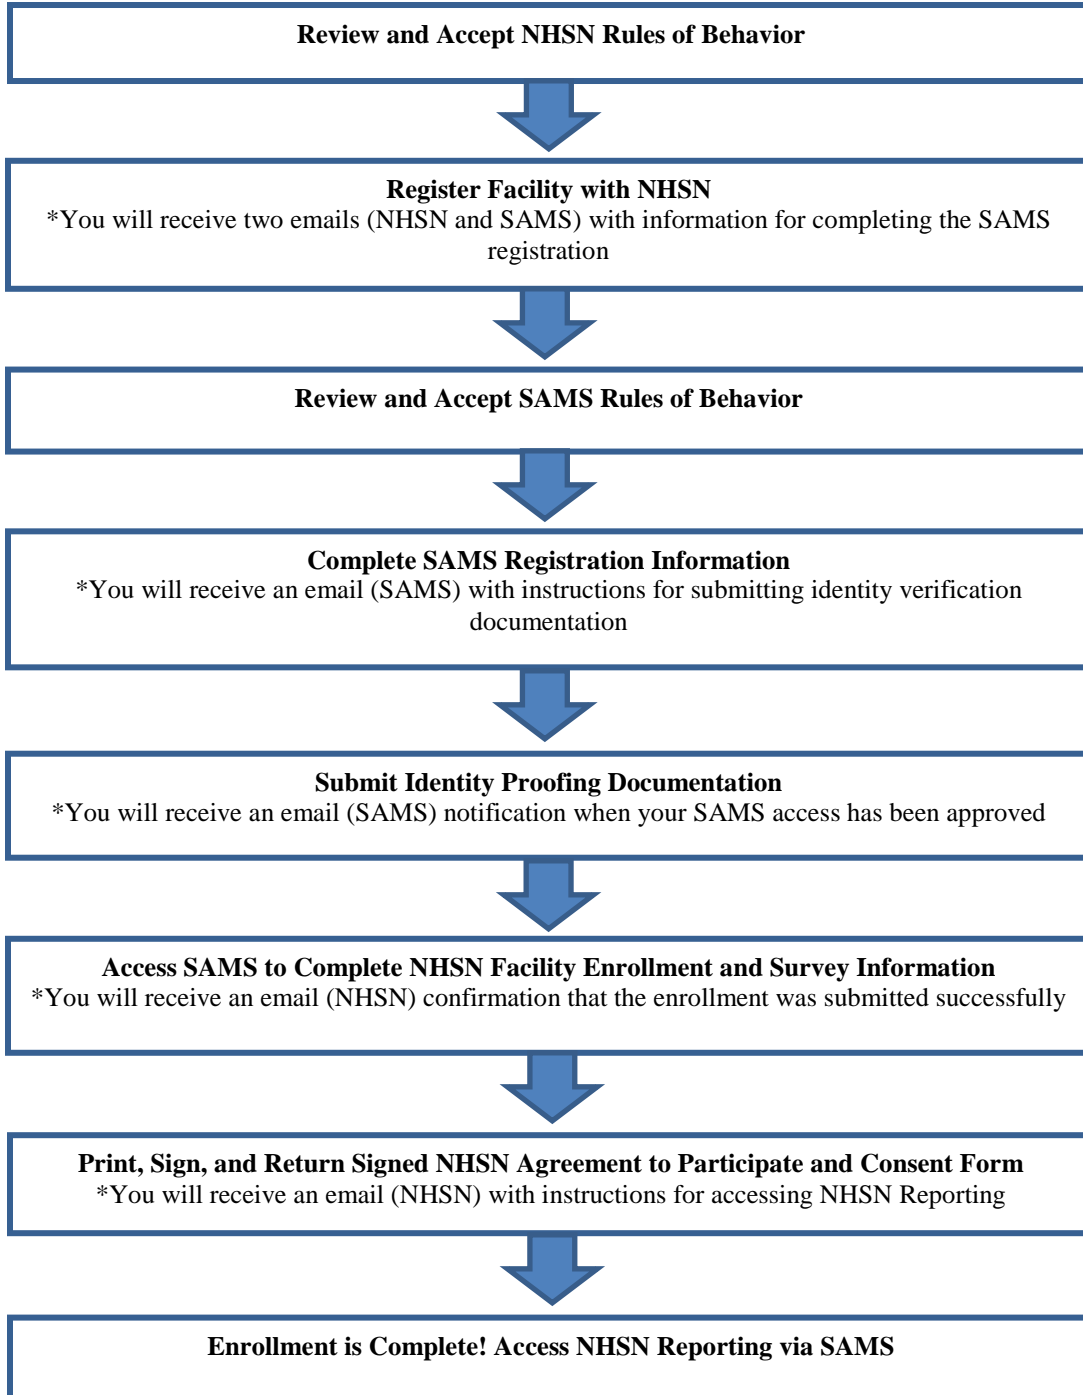 Review and Accept NHSN Rules of Behavior
Register Facility with NHSN
*You will receive two emails (NHSN and SAMS) with information for completing the SAMS
registration
Review and Accept SAMS Rules of Behavior
Complete SAMS Registration Information
*You will receive an email (SAMS) with instructions for submitting identity verification
documentation
Submit Identity Proofing Documentation
*You will receive an email (SAMS) notification when your SAMS access has been approved
Access SAMS to Complete NHSN Facility Enrollment and Survey Information
*You will receive an email (NHSN) confirmation that the enrollment was submitted successfully
Print, Sign, and Return Signed NHSN Agreement to Participate and Consent Form
*You will receive an email (NHSN) with instructions for accessing NHSN Reporting
Enrollment is Complete! Access NHSN Reporting via SAMS